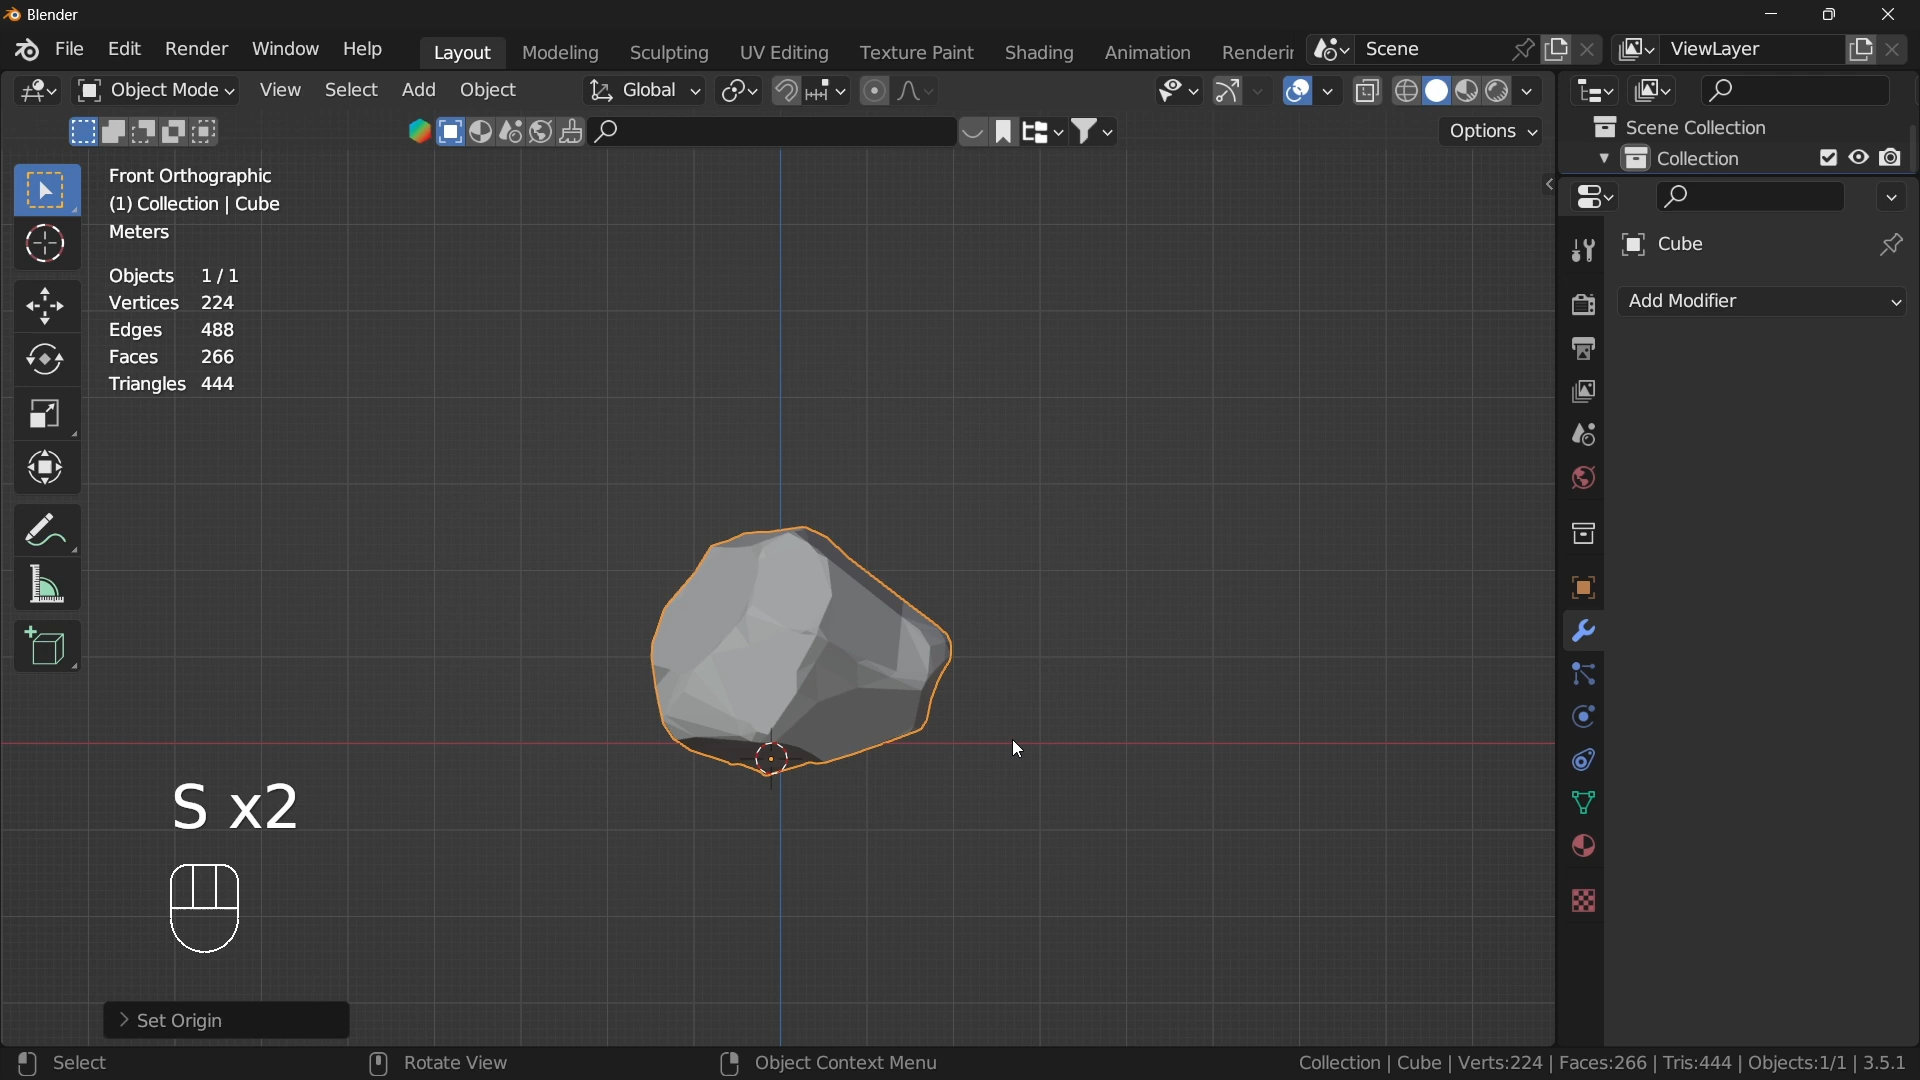 Blender
File Edit Render Window Help Layout Modeling Sculpting UV Editing Texture Paint Shading Animation Renderin Scene ViewLayer
Object Mode View Select Add Object Global
Scene Collection
Options
Collection
Front Orthographic
(1) Collection | Cube
Meters
Cube
Objects 1 / 1
Vertices 224
Add Modifier
Edges 488
Faces 266
Triangles 444
S x2
Set Origin
Select Rotate View Object Context Menu Collection | Cube | Verts:224 | Faces:266 | Tris:444 | Objects:1/1 | 3.5.1